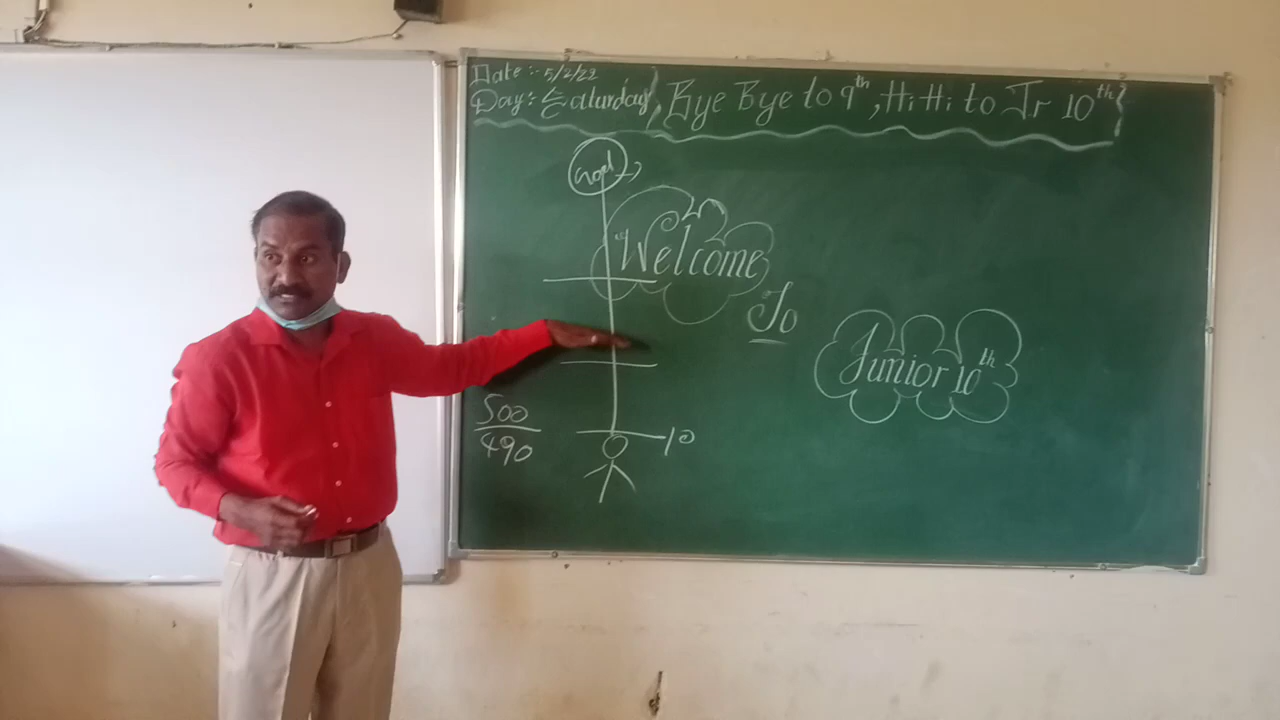 Date :- 5/2/22
Day :- Saturday, Bye Bye to 9th, Hi Hi to Jr 10th
Goal
Welcome
To
Junior 10th
500
490
10